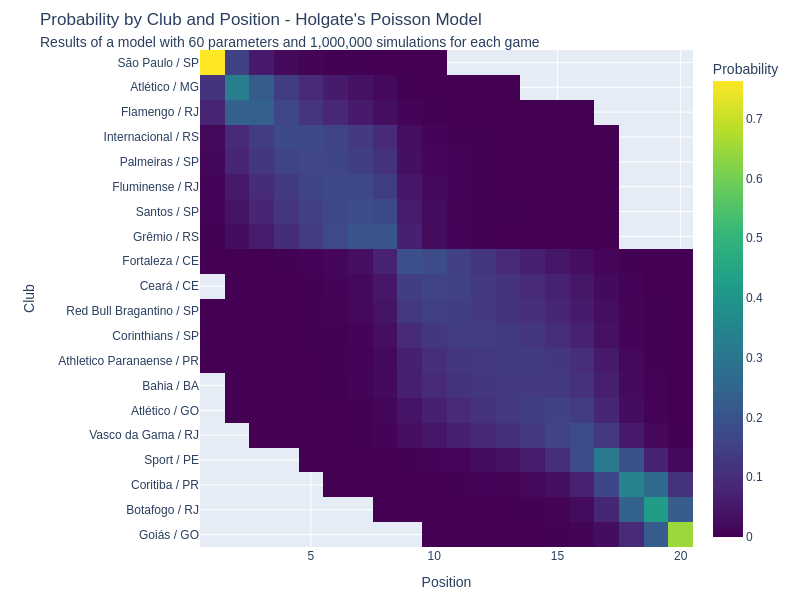 Probability by Club and Position - Holgate's Poisson Model
Results of a model with 60 parameters and 1,000,000 simulations for each game
São Paulo / SP
Atlético / MG
Flamengo / RJ
Internacional / RS
Palmeiras / SP
Fluminense / RJ
Santos / SP
Grêmio / RS
Fortaleza / CE
Ceará / CE
Red Bull Bragantino / SP
Corinthians / SP
Athletico Paranaense / PR
Bahia / BA
Atlético / GO
Vasco da Gama / RJ
Sport / PE
Coritiba / PR
Botafogo / RJ
Goiás / GO
Club
5
10
15
20
Position
Probability
0.7
0.6
0.5
0.4
0.3
0.2
0.1
0